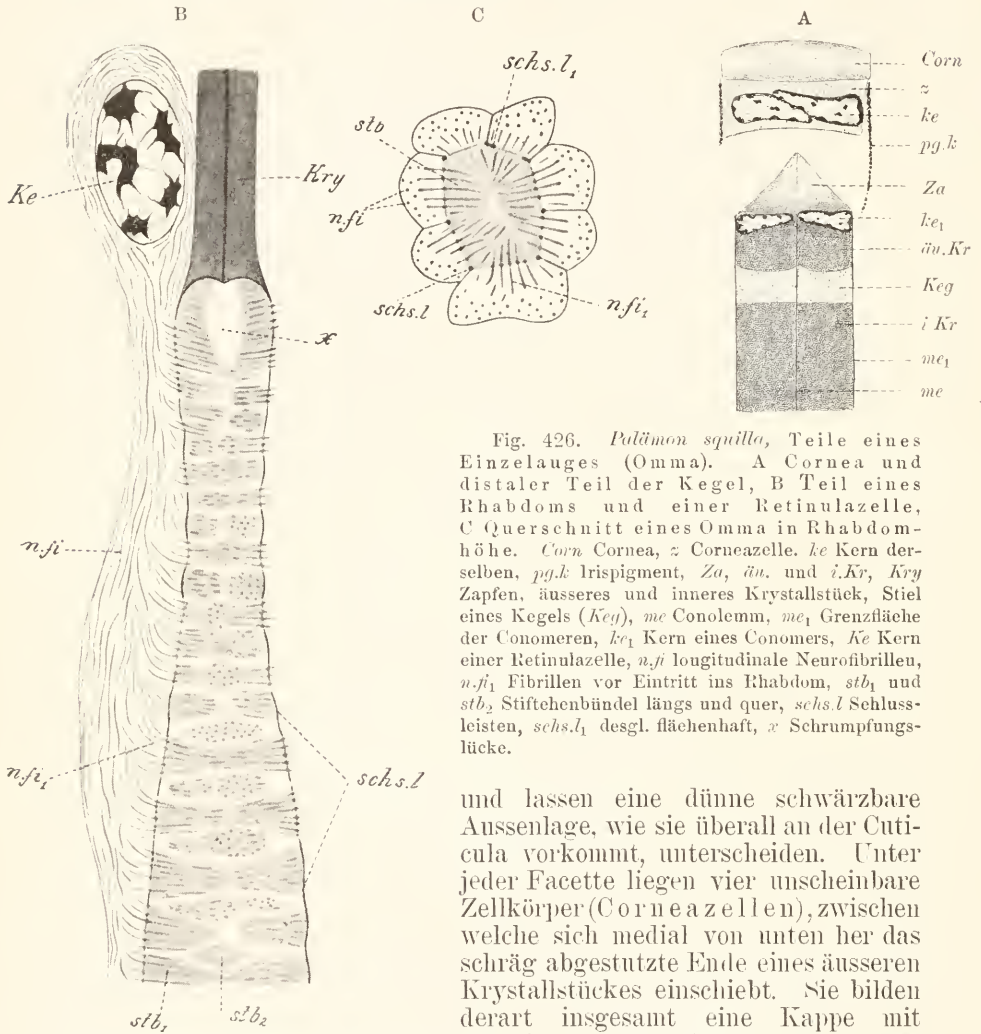 B
C
A
schs.l₁
stb
n.fi
schs.l
n.fi₁
Ke
Kry
x
n.fi
n.fi₁
schs.l
stb₁
stb₂
Corn
z
ke
pg.k
Za
ke₁
äu.Kr
Keg
i Kr
me₁
me
Fig. 426. Palämon squilla, Teile eines
Einzelauges (Omma). A Cornea und
distaler Teil der Kegel, B Teil eines
Rhabdoms und einer Retinulazelle,
C Querschnitt eines Omma in Rhabdom-
höhe. Corn Cornea, z Corneazelle. ke Kern der-
selben, pg.k Irispigment, Za, äu. und i.Kr, Kry
Zapfen, äusseres und inneres Krystallstück, Stiel
eines Kegels (Keg), me Conolemm, me₁ Grenzfläche
der Conomeren, ke₁ Kern eines Conomers, Ke Kern
einer Retinulazelle, n.fi longitudinale Neurofibrillen,
n.fi₁ Fibrillen vor Eintritt ins Rhabdom, stb₁ und
stb₂ Stiftchenbündel längs und quer, schs.l Schluss-
leisten, schs.l₁ desgl. flächenhaft, x Schrumpfungs-
lücke.
und lassen eine dünne schwärzbare
Aussenlage, wie sie überall an der Cuti-
cula vorkommt, unterscheiden. Unter
jeder Facette liegen vier unscheinbare
Zellkörper (Corneazellen), zwischen
welche sich medial von unten her das
schräg abgestutzte Ende eines äusseren
Krystallstückes einschiebt. Sie bilden
derart insgesamt eine Kappe mit